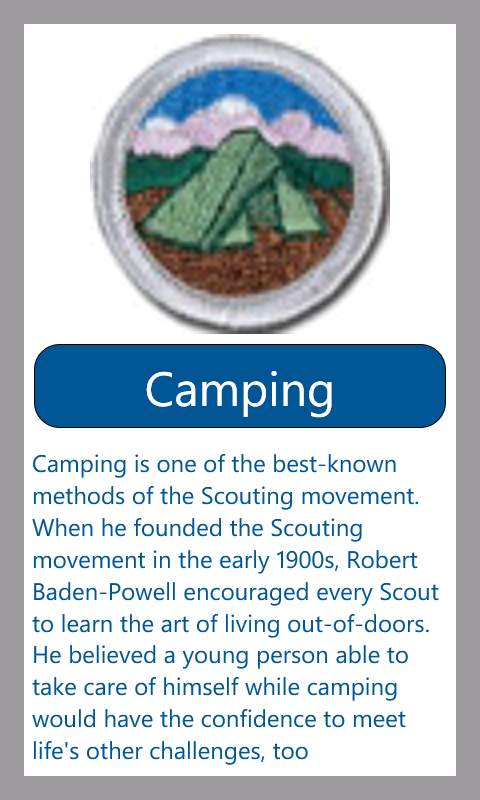 Camping
Camping is one of the best-known
methods of the Scouting movement.
When he founded the Scouting
movement in the early 1900s, Robert
Baden-Powell encouraged every Scout
to learn the art of living out-of-doors.
He believed a young person able to
take care of himself while camping
would have the confidence to meet
life's other challenges, too